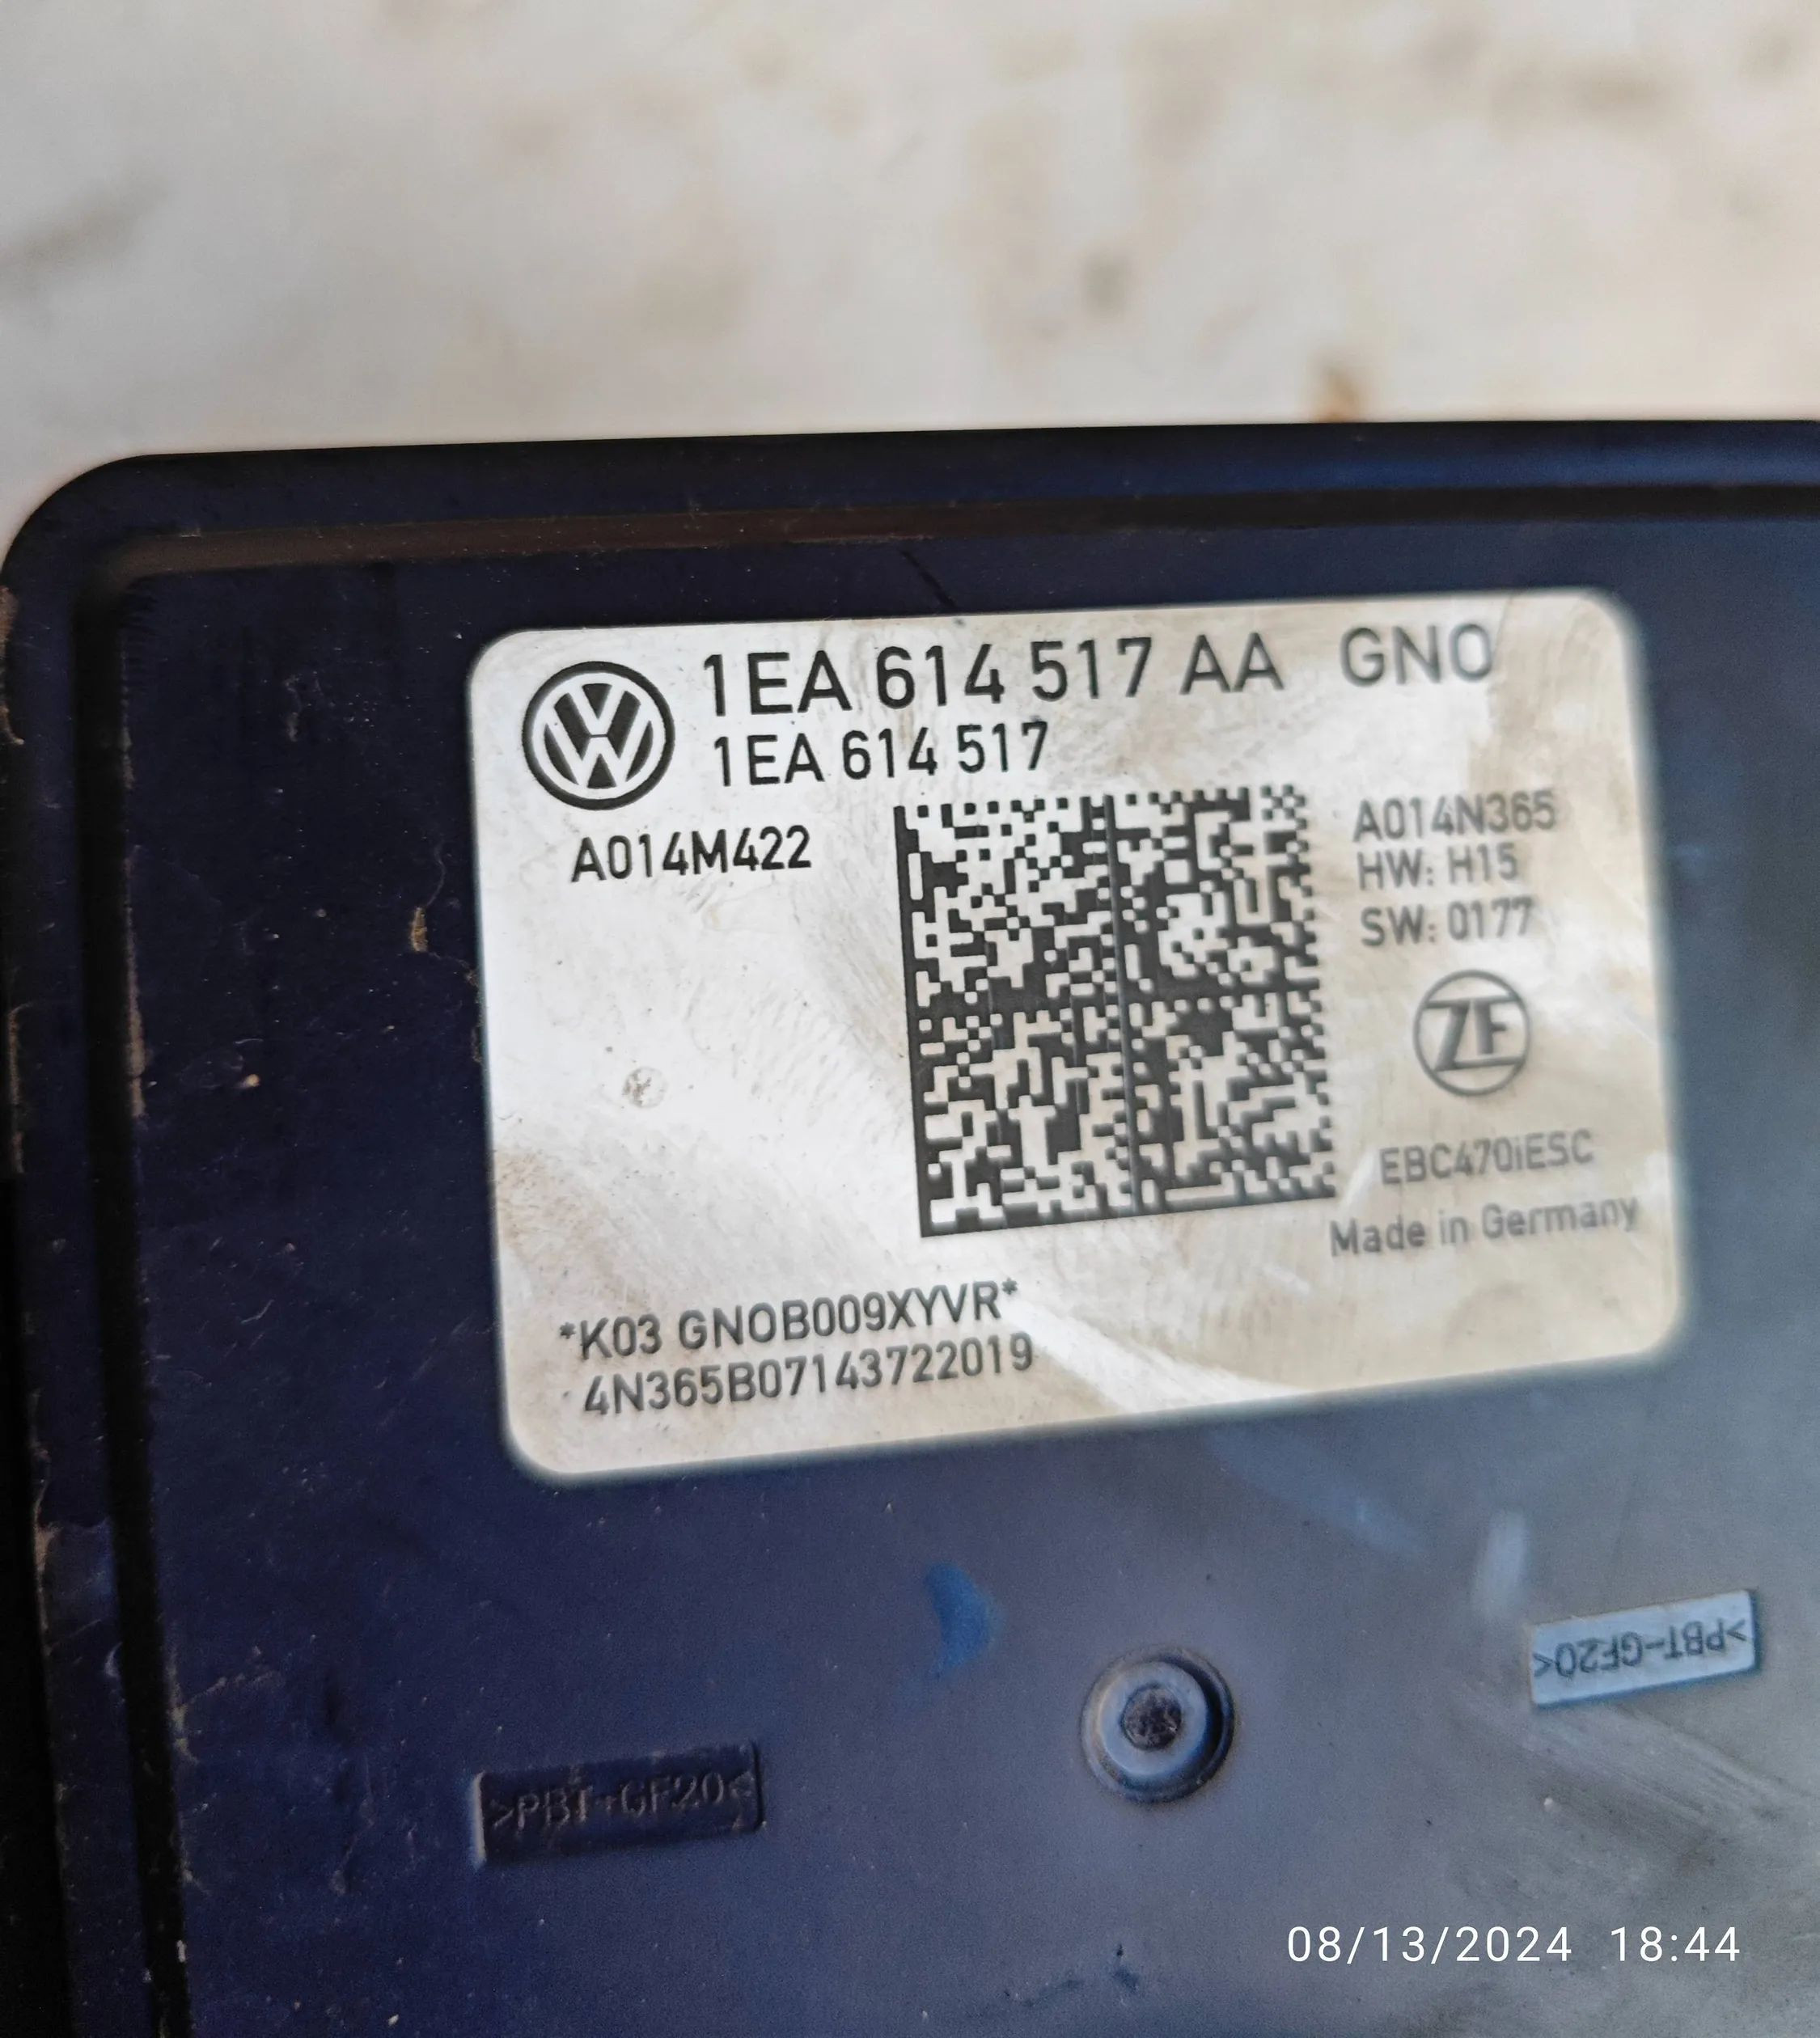 1EA 614 517 AA GNO
1EA 614 517
A014M422
A014N365
HW: H15
SW: 0177
ZF
EBC470iESC
Made in Germany
*K03 GNOB009XYVR*
4N365B07143722019
>PBT-GF20<
>PBT-GF20<
08/13/2024 18:44